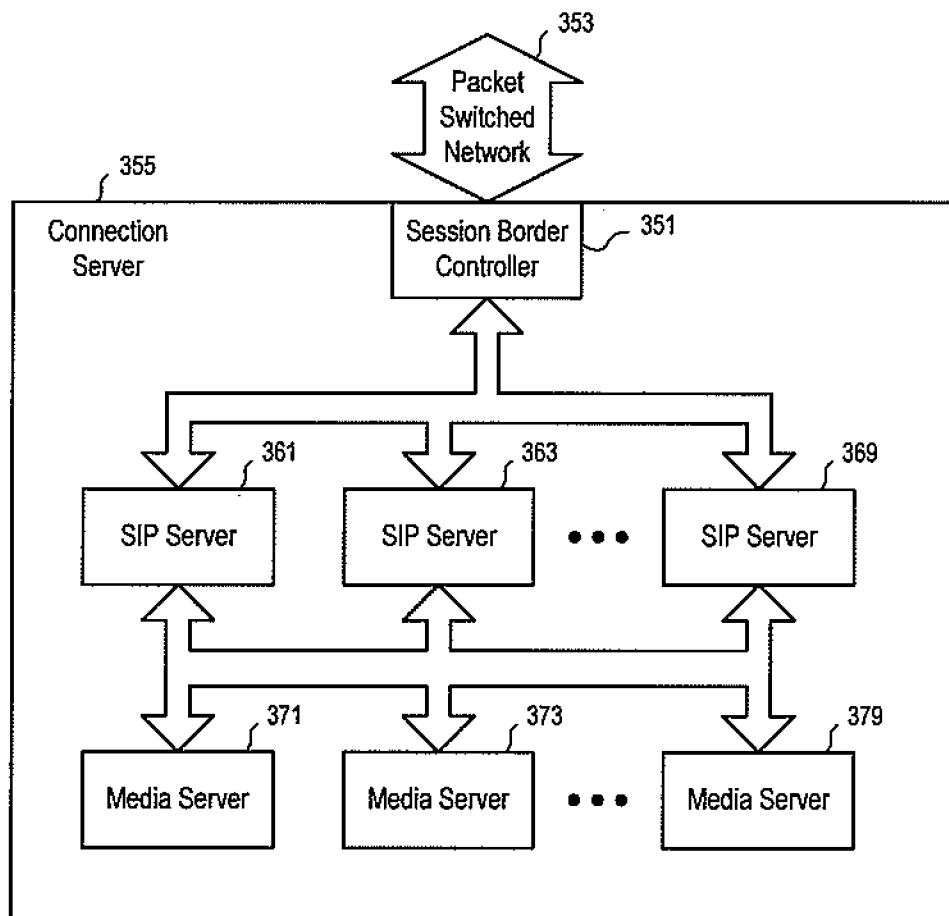 353
Packet
Switched
Network
355
Connection
Server
Session Border
Controller
351
361
363
369
SIP Server
SIP Server
SIP Server
371
373
379
Media Server
Media Server
Media Server